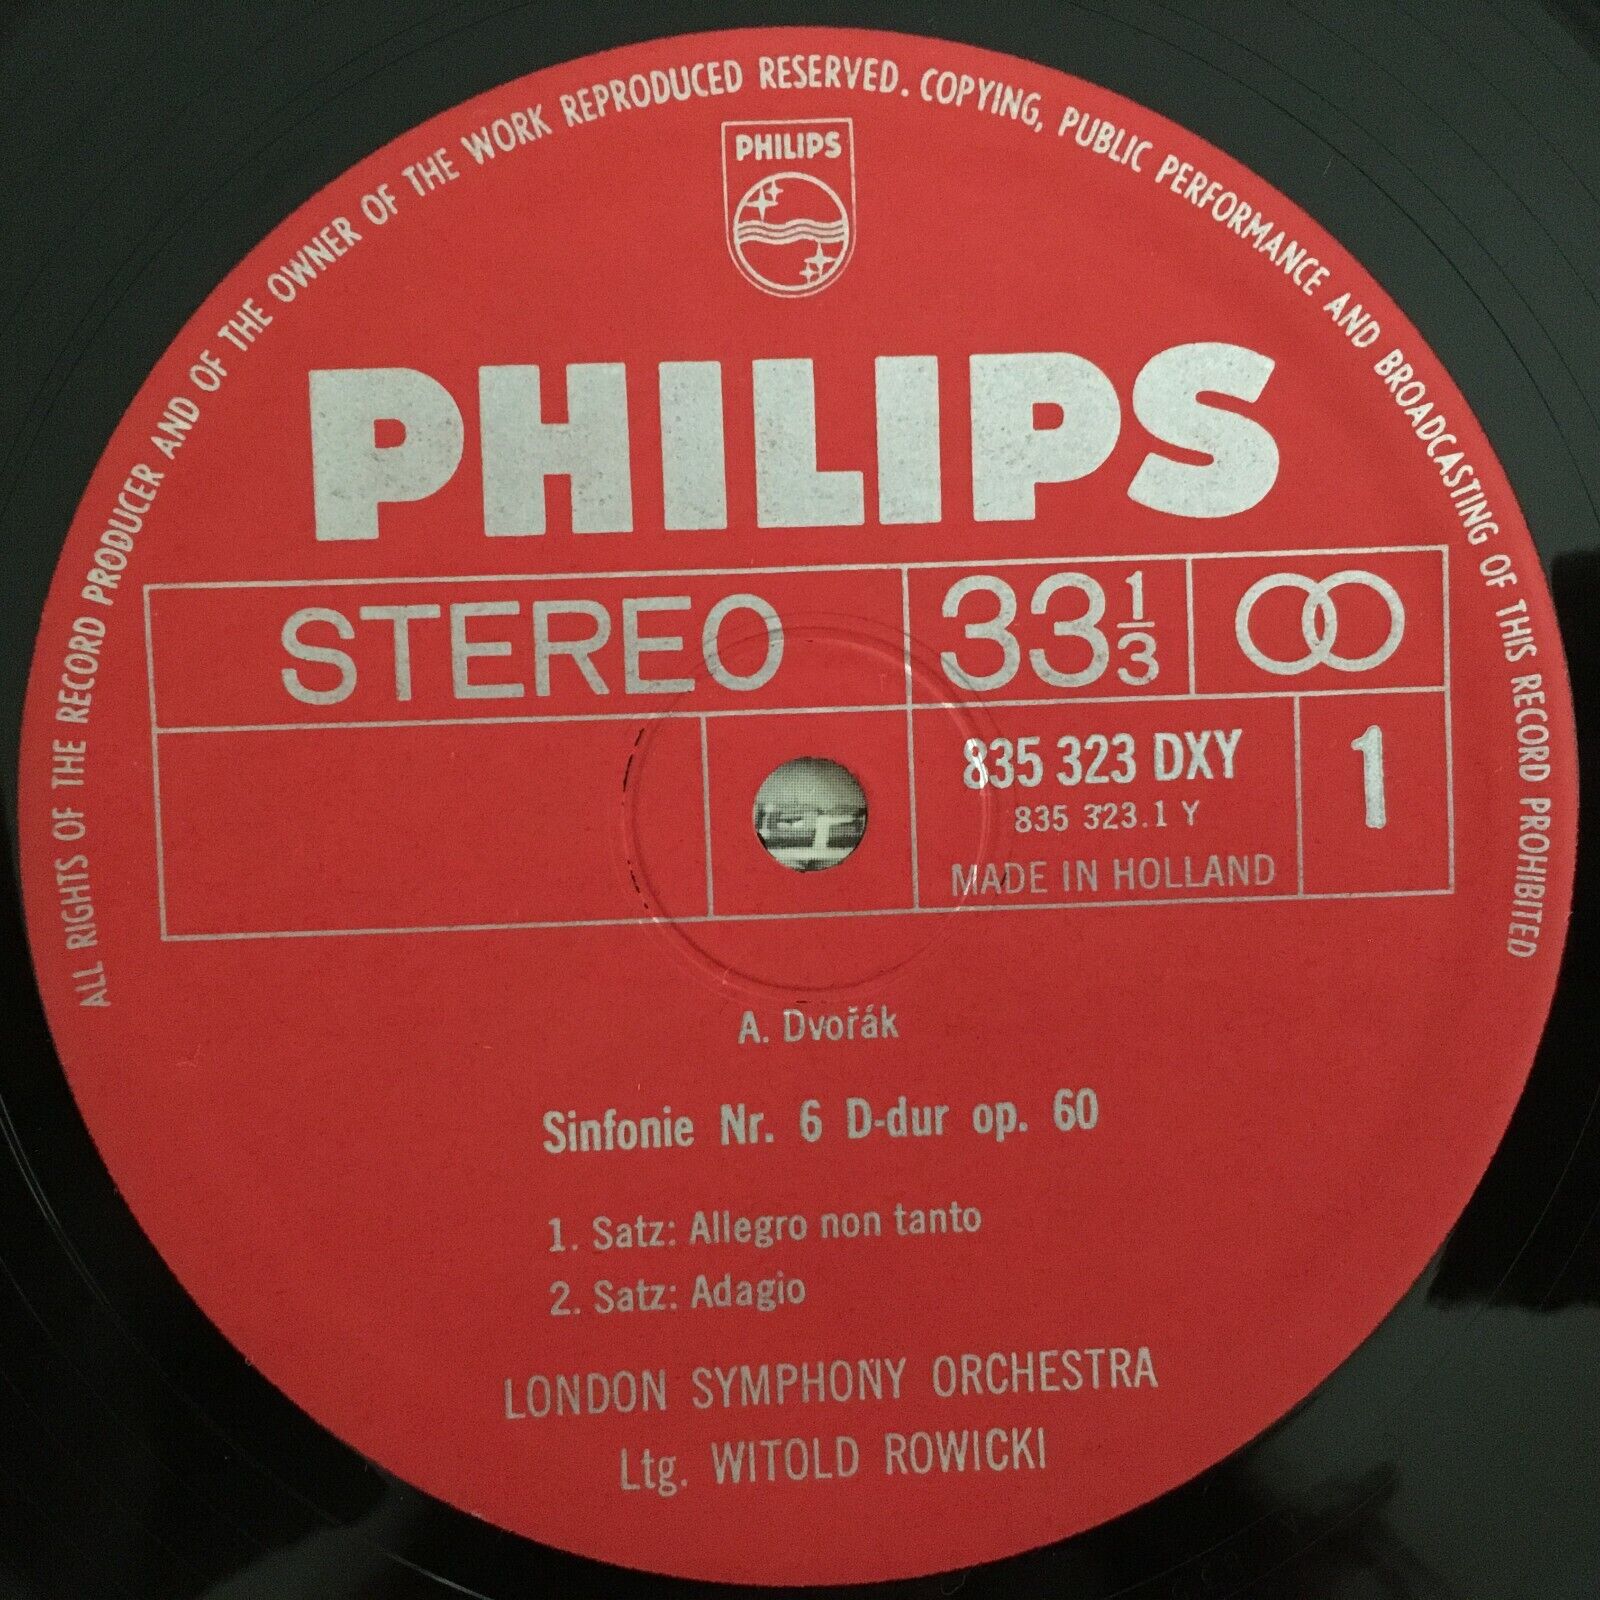 ALL RIGHTS OF THE RECORD PRODUCER AND OF THE OWNER OF THE WORK REPRODUCED RESERVED. COPYING, PUBLIC PERFORMANCE AND BROADCASTING OF THIS RECORD PROHIBITED
PHILIPS
PHILIPS
STEREO 33 1/3
835 323 DXY 1
835 323.1 Y
MADE IN HOLLAND
A. Dvořák
Sinfonie Nr. 6 D-dur op. 60
1. Satz: Allegro non tanto
2. Satz: Adagio
LONDON SYMPHONY ORCHESTRA
Ltg. WITOLD ROWICKI